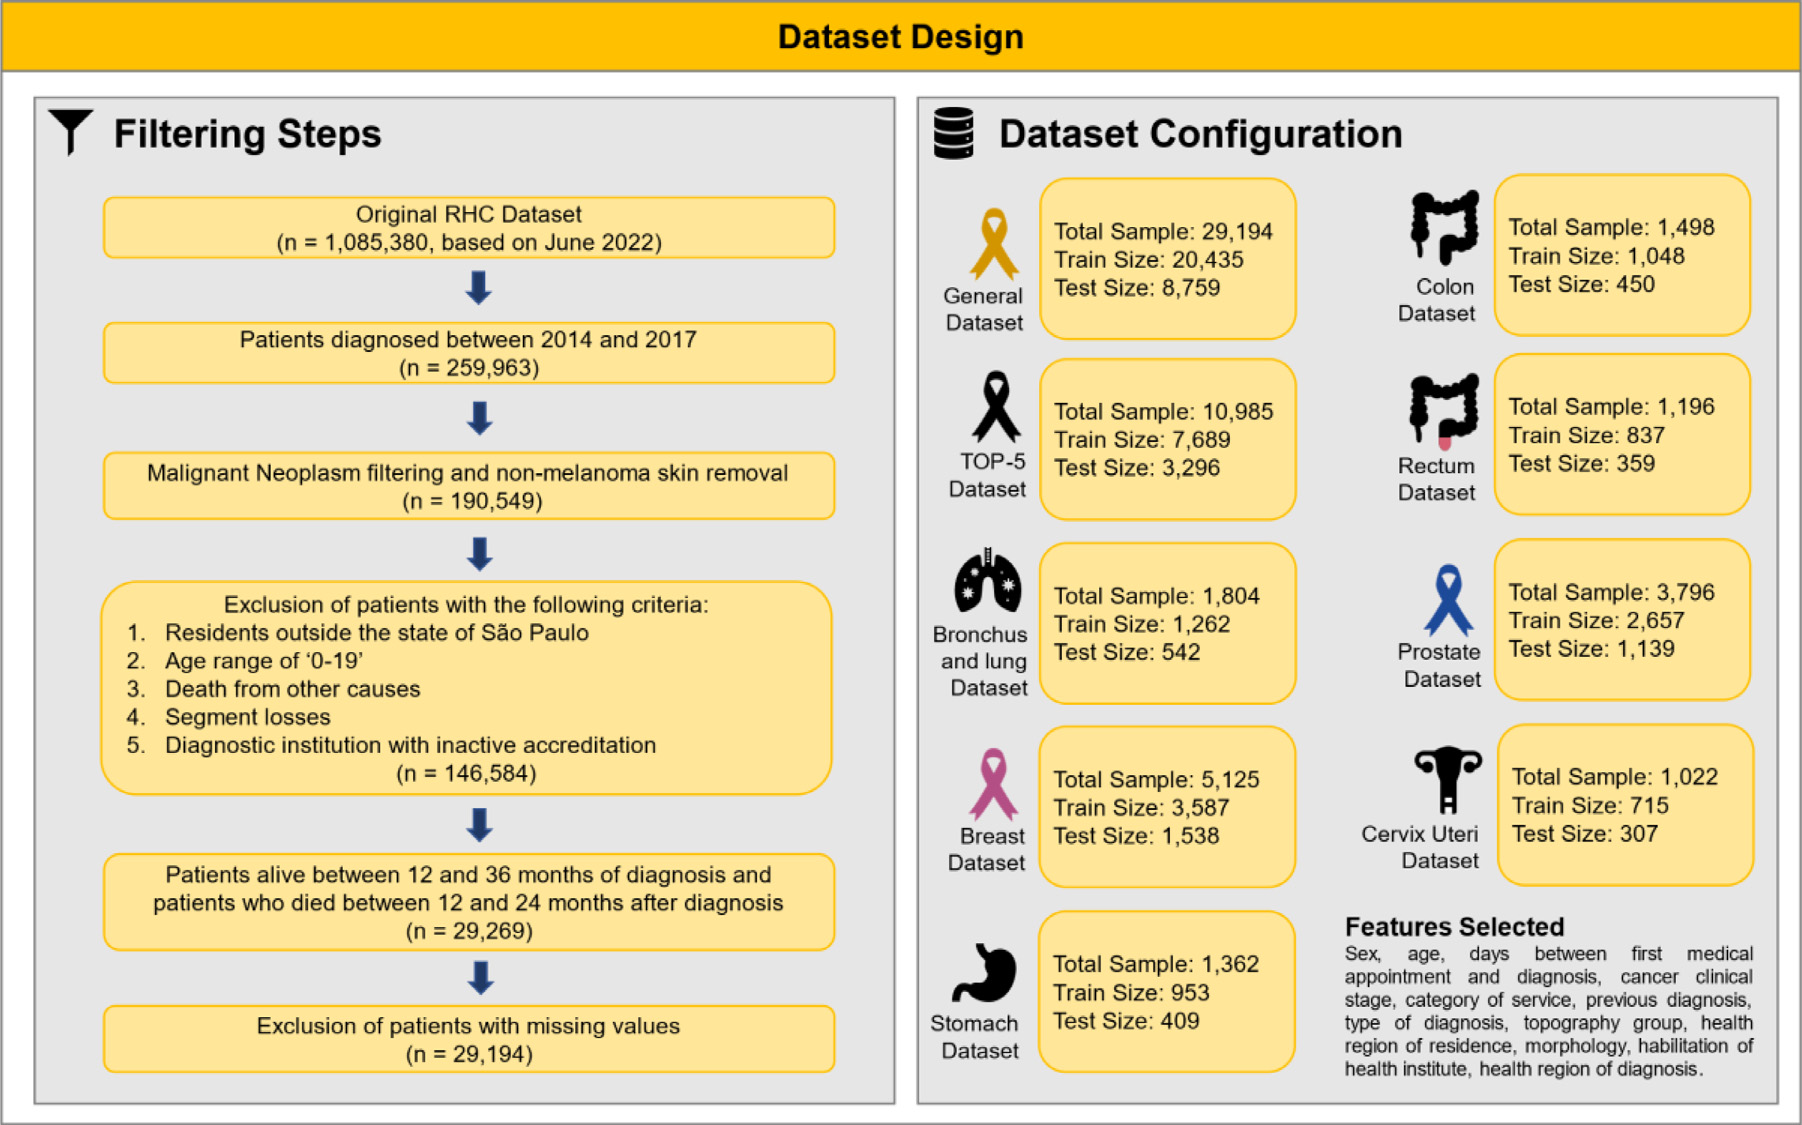 Dataset Design
Filtering Steps
Original RHC Dataset
(n = 1,085,380, based on June 2022)
Patients diagnosed between 2014 and 2017
(n = 259,963)
Malignant Neoplasm filtering and non-melanoma skin removal
(n = 190,549)
Exclusion of patients with the following criteria:
1. Residents outside the state of São Paulo
2. Age range of ‘0-19’
3. Death from other causes
4. Segment losses
5. Diagnostic institution with inactive accreditation
(n = 146,584)
Patients alive between 12 and 36 months of diagnosis and
patients who died between 12 and 24 months after diagnosis
(n = 29,269)
Exclusion of patients with missing values
(n = 29,194)
Dataset Configuration
General
Dataset
Total Sample: 29,194
Train Size: 20,435
Test Size: 8,759
TOP-5
Dataset
Total Sample: 10,985
Train Size: 7,689
Test Size: 3,296
Bronchus
and lung
Dataset
Total Sample: 1,804
Train Size: 1,262
Test Size: 542
Breast
Dataset
Total Sample: 5,125
Train Size: 3,587
Test Size: 1,538
Stomach
Dataset
Total Sample: 1,362
Train Size: 953
Test Size: 409
Colon
Dataset
Total Sample: 1,498
Train Size: 1,048
Test Size: 450
Rectum
Dataset
Total Sample: 1,196
Train Size: 837
Test Size: 359
Prostate
Dataset
Total Sample: 3,796
Train Size: 2,657
Test Size: 1,139
Cervix Uteri
Dataset
Total Sample: 1,022
Train Size: 715
Test Size: 307
Features Selected
Sex, age, days between first medical
appointment and diagnosis, cancer clinical
stage, category of service, previous diagnosis,
type of diagnosis, topography group, health
region of residence, morphology, habilitation of
health institute, health region of diagnosis.